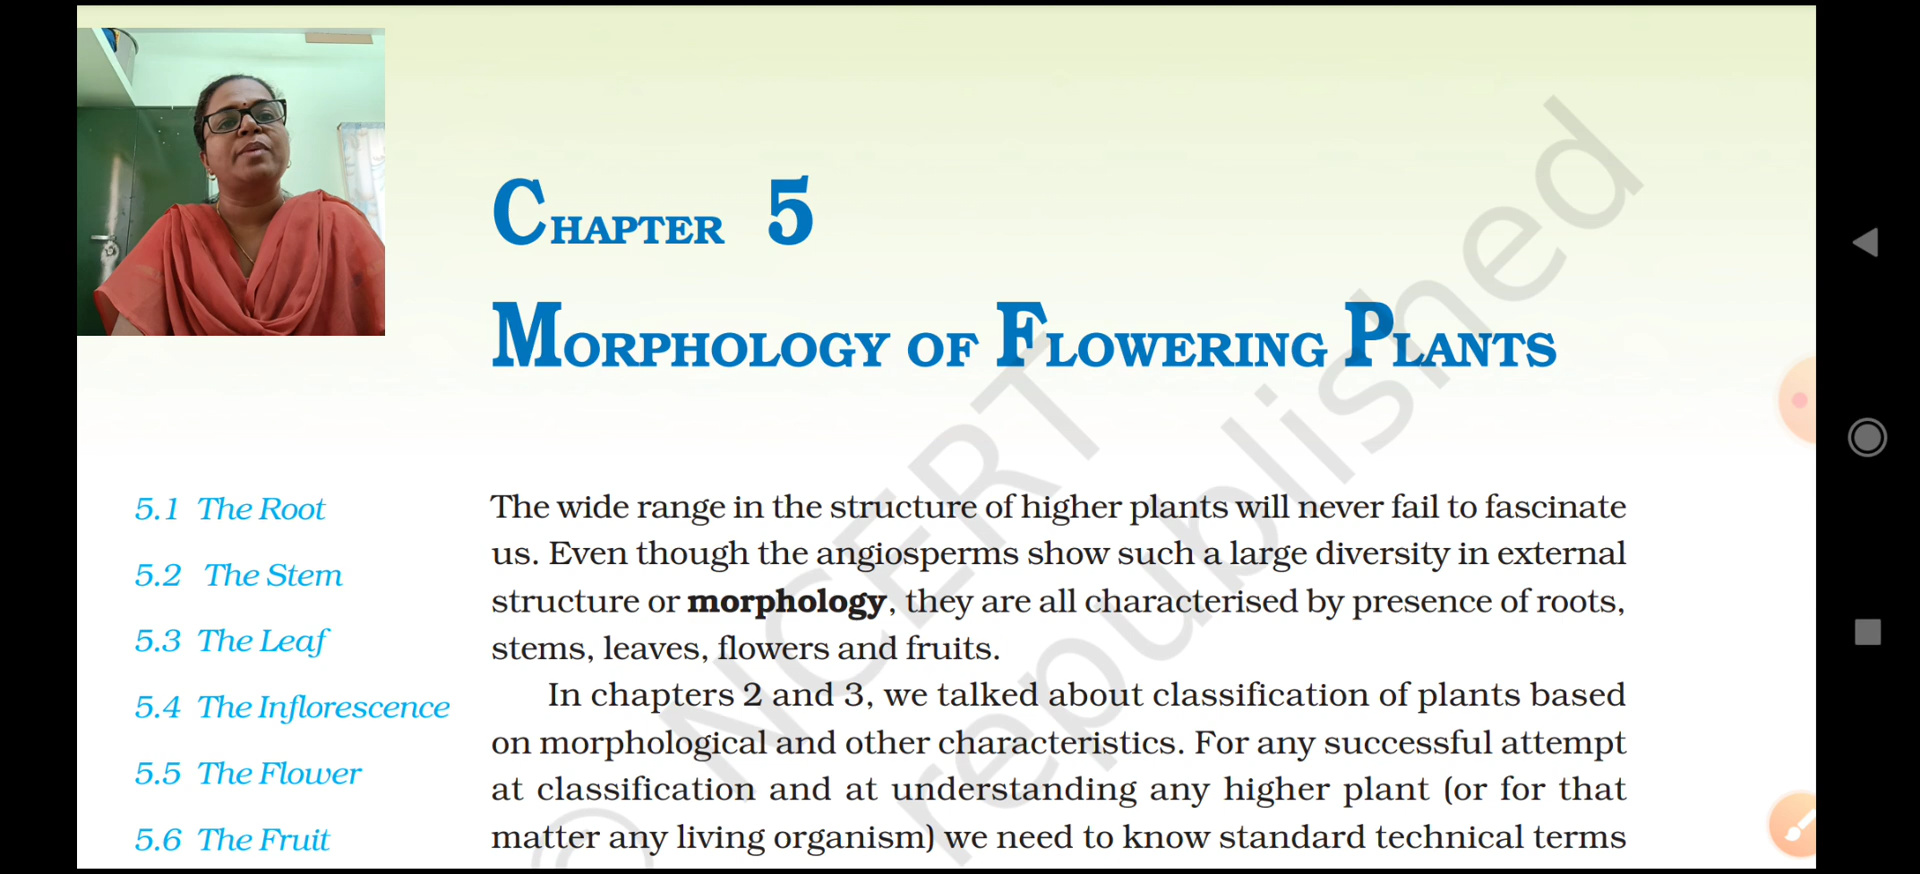 CHAPTER 5
MORPHOLOGY OF FLOWERING PLANTS
5.1 The Root
5.2 The Stem
5.3 The Leaf
5.4 The Inflorescence
5.5 The Flower
5.6 The Fruit
The wide range in the structure of higher plants will never fail to fascinate
us. Even though the angiosperms show such a large diversity in external
structure or morphology, they are all characterised by presence of roots,
stems, leaves, flowers and fruits.
In chapters 2 and 3, we talked about classification of plants based
on morphological and other characteristics. For any successful attempt
at classification and at understanding any higher plant (or for that
matter any living organism) we need to know standard technical terms
© NCERT
republished